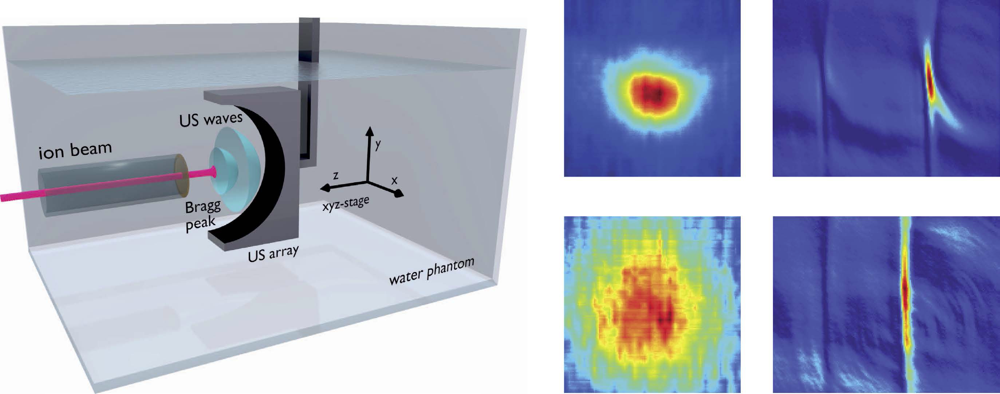 US waves
ion beam
y
z
x
Bragg
peak
xyz-stage
US array
water phantom